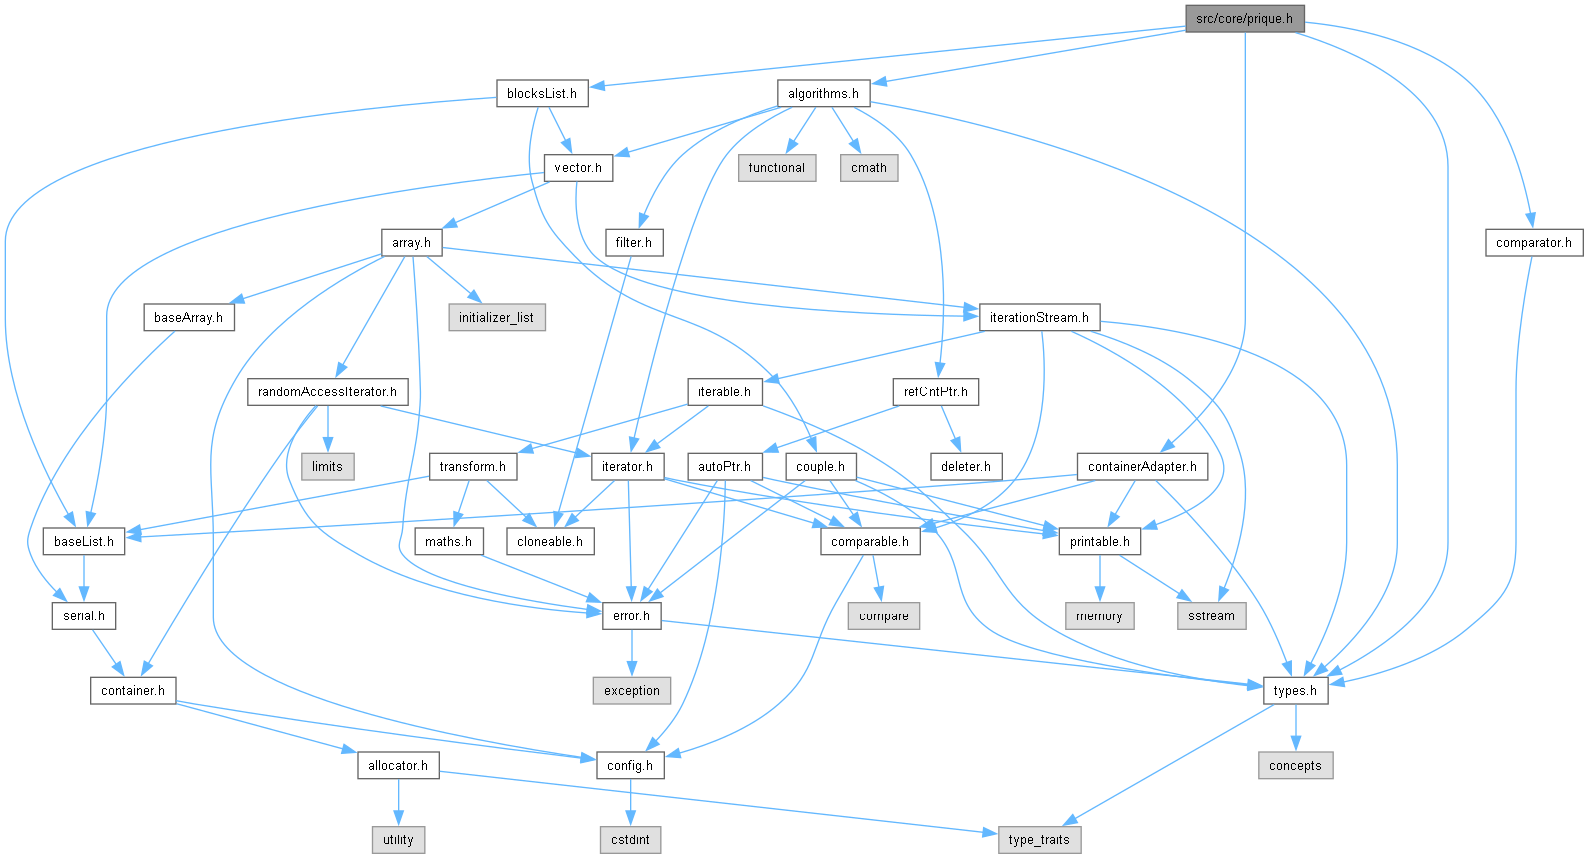 src/core/prique.h
blocksList.h
algorithms.h
vector.h
functional
cmath
array.h
filter.h
comparator.h
baseArray.h
initializer_list
iterationStream.h
randomAccessIterator.h
iterable.h
refCntPtr.h
limits
transform.h
iterator.h
autoPtr.h
couple.h
deleter.h
containerAdapter.h
baseList.h
maths.h
cloneable.h
comparable.h
printable.h
serial.h
error.h
compare
memory
sstream
container.h
exception
types.h
allocator.h
config.h
concepts
utility
cstdint
type_traits